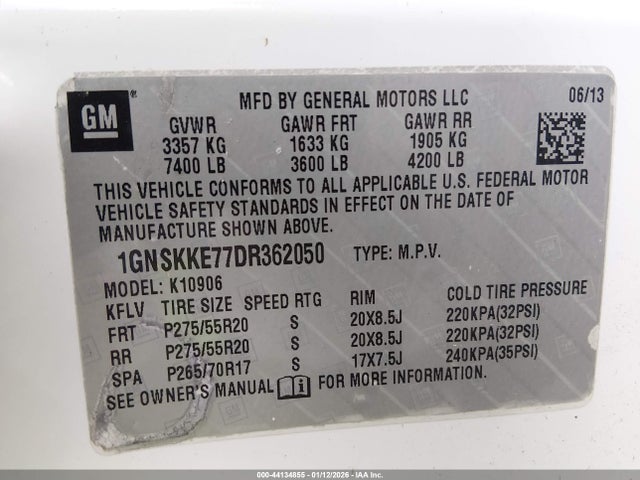 GM
MFD BY GENERAL MOTORS LLC 06/13
GVWR GAWR FRT GAWR RR
3357 KG 1633 KG 1905 KG
7400 LB 3600 LB 4200 LB
THIS VEHICLE CONFORMS TO ALL APPLICABLE U.S. FEDERAL MOTOR
VEHICLE SAFETY STANDARDS IN EFFECT ON THE DATE OF
MANUFACTURE SHOWN ABOVE.
1GNSKKE77DR362050 TYPE: M.P.V.
MODEL: K10906
KFLV TIRE SIZE SPEED RTG RIM COLD TIRE PRESSURE
FRT P275/55R20 S 20X8.5J 220KPA(32PSI)
RR P275/55R20 S 20X8.5J 220KPA(32PSI)
SPA P265/70R17 S 17X7.5J 240KPA(35PSI)
SEE OWNER'S MANUAL FOR MORE INFORMATION.
000-44134855 - 01/12/2026 - IAAI.COM